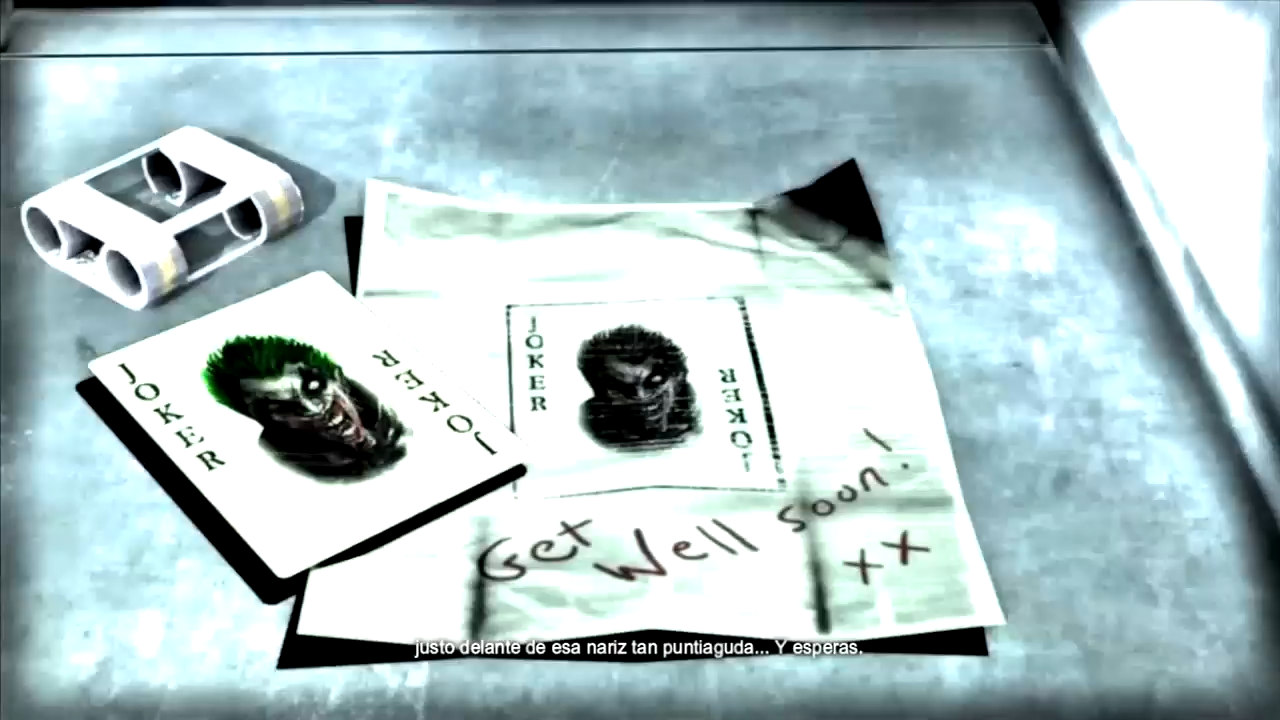 JOKER
JOKER
JOKER
JOKER
Get Well soon!
xx
justo delante de esa nariz tan puntiaguda... Y esperas.